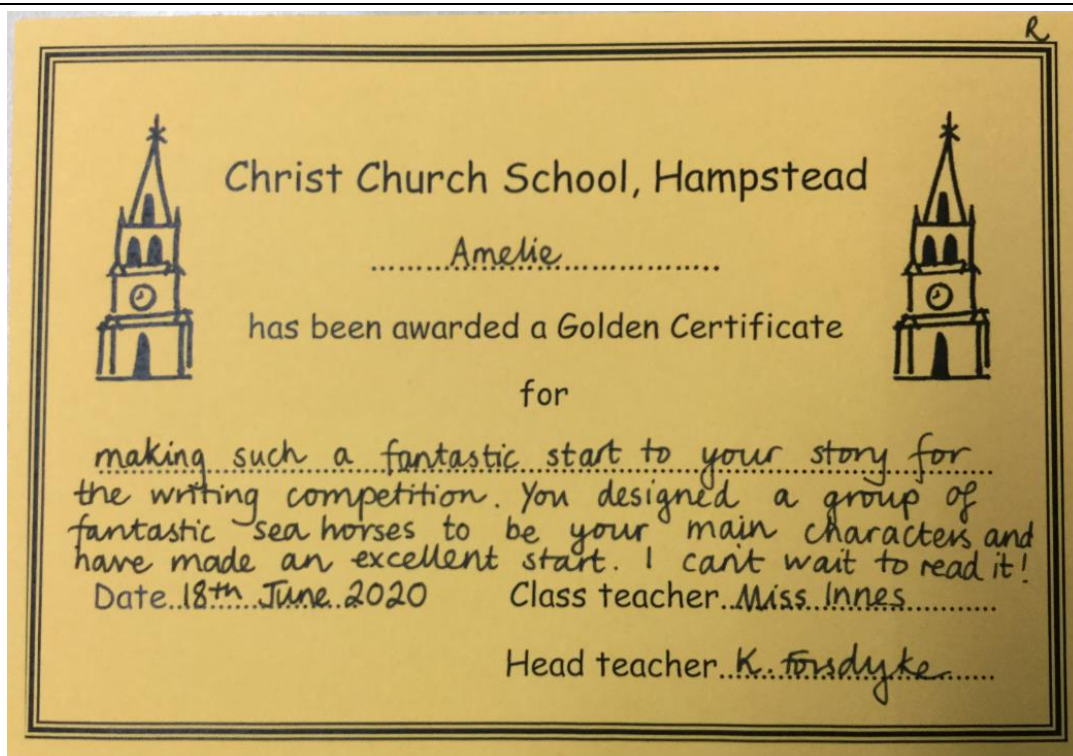 R
Christ Church School, Hampstead
Amelie
has been awarded a Golden Certificate
for
making such a fantastic start to your story for
the writing competition. You designed a group of
fantastic sea horses to be your main characters and
have made an excellent start. I can't wait to read it!
Date 18th June 2020 Class teacher Miss Innes
Head teacher K. Forsdyke